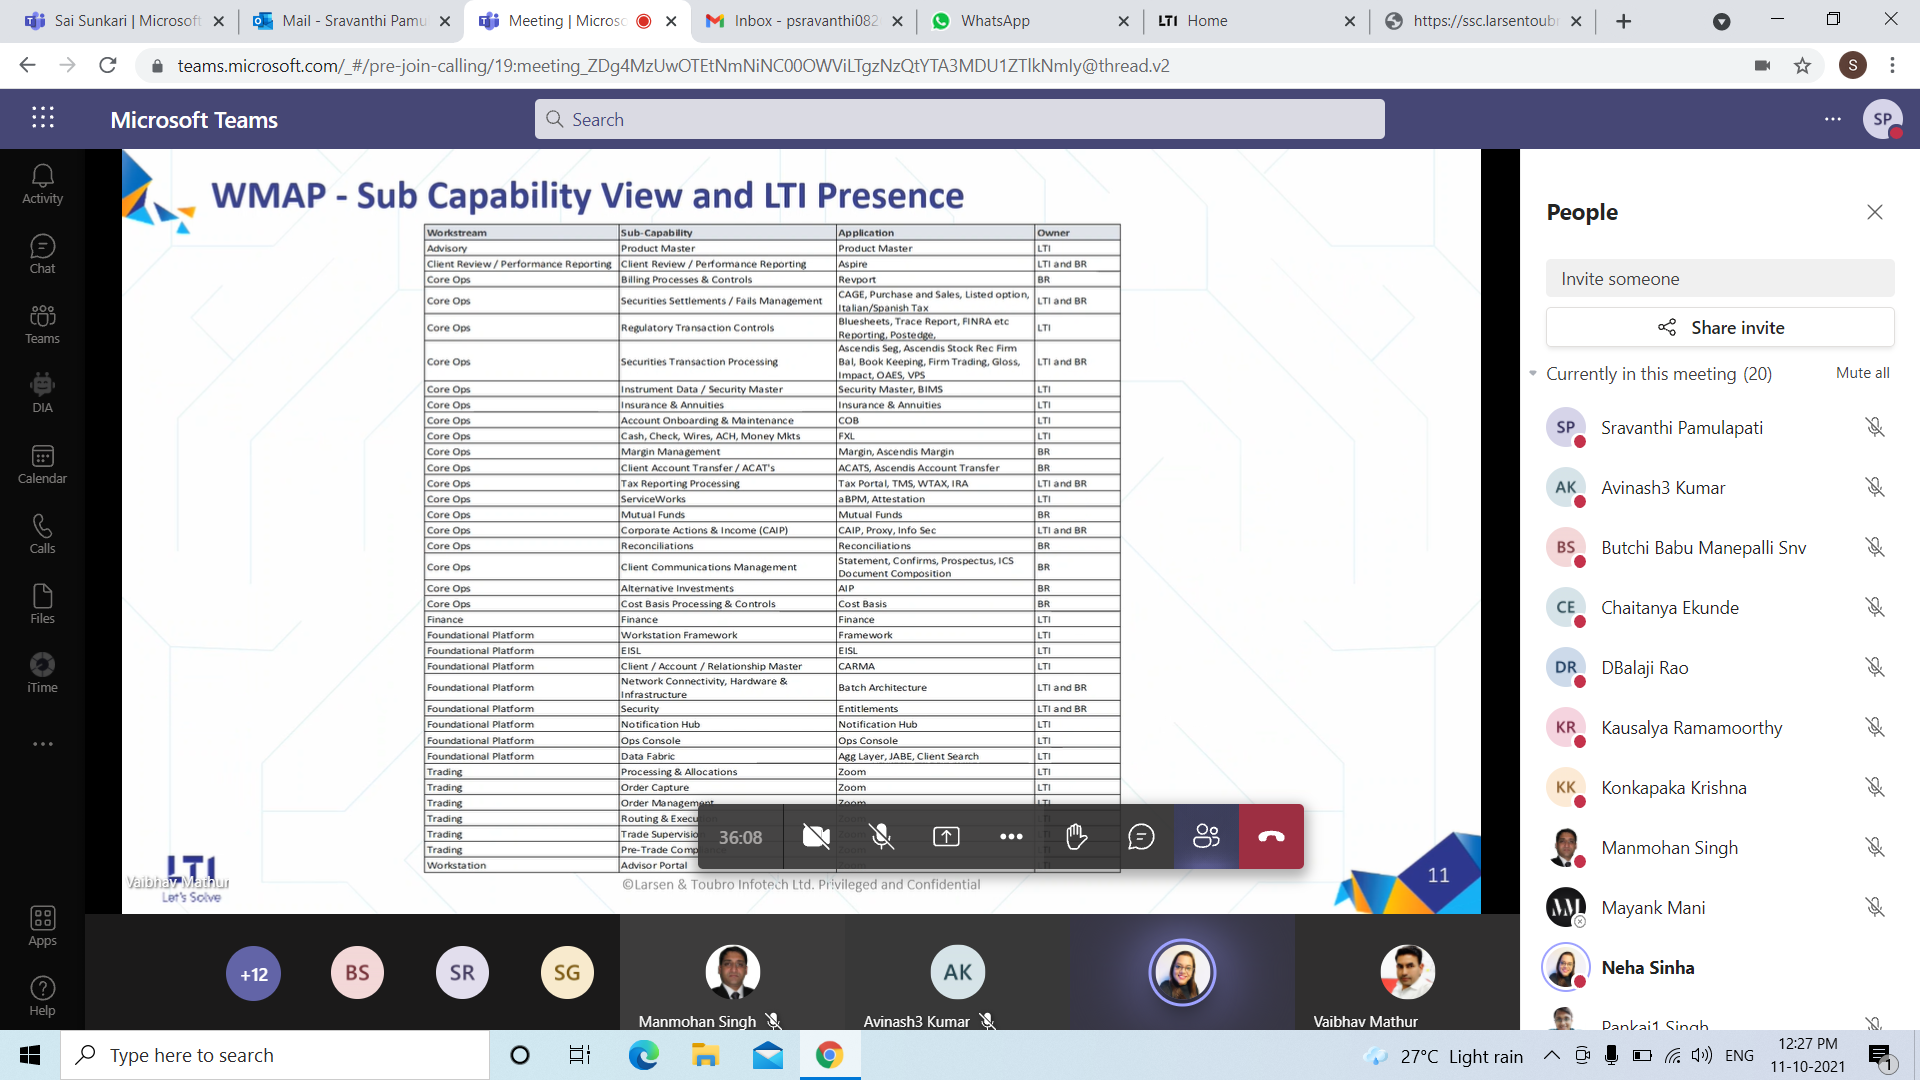 Sai Sunkari | Microsoft
Mail - Sravanthi Pamu
Meeting | Microso
Inbox - psravanthi082
WhatsApp
LTI Home
https://ssc.larsentoub
teams.microsoft.com/_#/pre-join-calling/19:meeting_ZDg4MzUwOTEtNmNiNC00OWViLTgzNzQtYTA3MDU1ZTlkNmIy@thread.v2
S
Microsoft Teams
Search
SP
Activity
Chat
Teams
DIA
Calendar
Calls
Files
iTime
Apps
Help
WMAP - Sub Capability View and LTI Presence
Workstream Sub-Capability Application Owner
Advisory Product Master Product Master LTI
Client Review / Performance Reporting Client Review / Performance Reporting Aspire LTI and BR
Core Ops Billing Processes & Controls Revport BR
Core Ops Securities Settlements / Fails Management CAGE, Purchase and Sales, Listed option, Italian/Spanish Tax LTI and BR
Core Ops Regulatory Transaction Controls Bluesheets, Trace Report, FINRA etc Reporting, Postedge, LTI
Core Ops Securities Transaction Processing Ascendis Seg, Ascendis Stock Rec Firm Bal, Book Keeping, Firm Trading, Gloss, Impact, OAES, VPS LTI and BR
Core Ops Instrument Data / Security Master Security Master, BIMS LTI
Core Ops Insurance & Annuities Insurance & Annuities LTI
Core Ops Account Onboarding & Maintenance COB LTI
Core Ops Cash, Check, Wires, ACH, Money Mkts FXL LTI
Core Ops Margin Management Margin, Ascendis Margin BR
Core Ops Client Account Transfer / ACAT's ACATS, Ascendis Account Transfer BR
Core Ops Tax Reporting Processing Tax Portal, TMS, WTAX, IRA LTI and BR
Core Ops ServiceWorks aBPM, Attestation LTI
Core Ops Mutual Funds Mutual Funds BR
Core Ops Corporate Actions & Income (CAIP) CAIP, Proxy, Info Sec LTI and BR
Core Ops Reconciliations Reconciliations BR
Core Ops Client Communications Management Statement, Confirms, Prospectus, ICS Document Composition BR
Core Ops Alternative Investments AIP BR
Core Ops Cost Basis Processing & Controls Cost Basis BR
Finance Finance Finance LTI
Foundational Platform Workstation Framework Framework LTI
Foundational Platform EISL EISL LTI
Foundational Platform Client / Account / Relationship Master CARMA LTI
Foundational Platform Network Connectivity, Hardware & Infrastructure Batch Architecture LTI and BR
Foundational Platform Security Entitlements LTI and BR
Foundational Platform Notification Hub Notification Hub LTI
Foundational Platform Ops Console Ops Console LTI
Foundational Platform Data Fabric Agg Layer, JABE, Client Search LTI
Trading Processing & Allocations Zoom LTI
Trading Order Capture Zoom LTI
Trading Order Management Zoom LTI
Trading Routing & Execu
Trading Trade Supervisio
Trading Pre-Trade Comp
Workstation Advisor Portal
36:08
LTI
Let's Solve
Vaibhav Mathur
©Larsen & Toubro Infotech Ltd. Privileged and Confidential
11
+12
BS
SR
SG
Manmohan Singh
AK
Avinash3 Kumar
Vaibhav Mathur
People
Invite someone
Share invite
Currently in this meeting (20)
Mute all
SP Sravanthi Pamulapati
AK Avinash3 Kumar
BS Butchi Babu Manepalli Snv
CE Chaitanya Ekunde
DR DBalaji Rao
KR Kausalya Ramamoorthy
KK Konkapaka Krishna
Manmohan Singh
Mayank Mani
Neha Sinha
Pankaj1 Singh
Type here to search
27°C Light rain
ENG
12:27 PM
11-10-2021
1